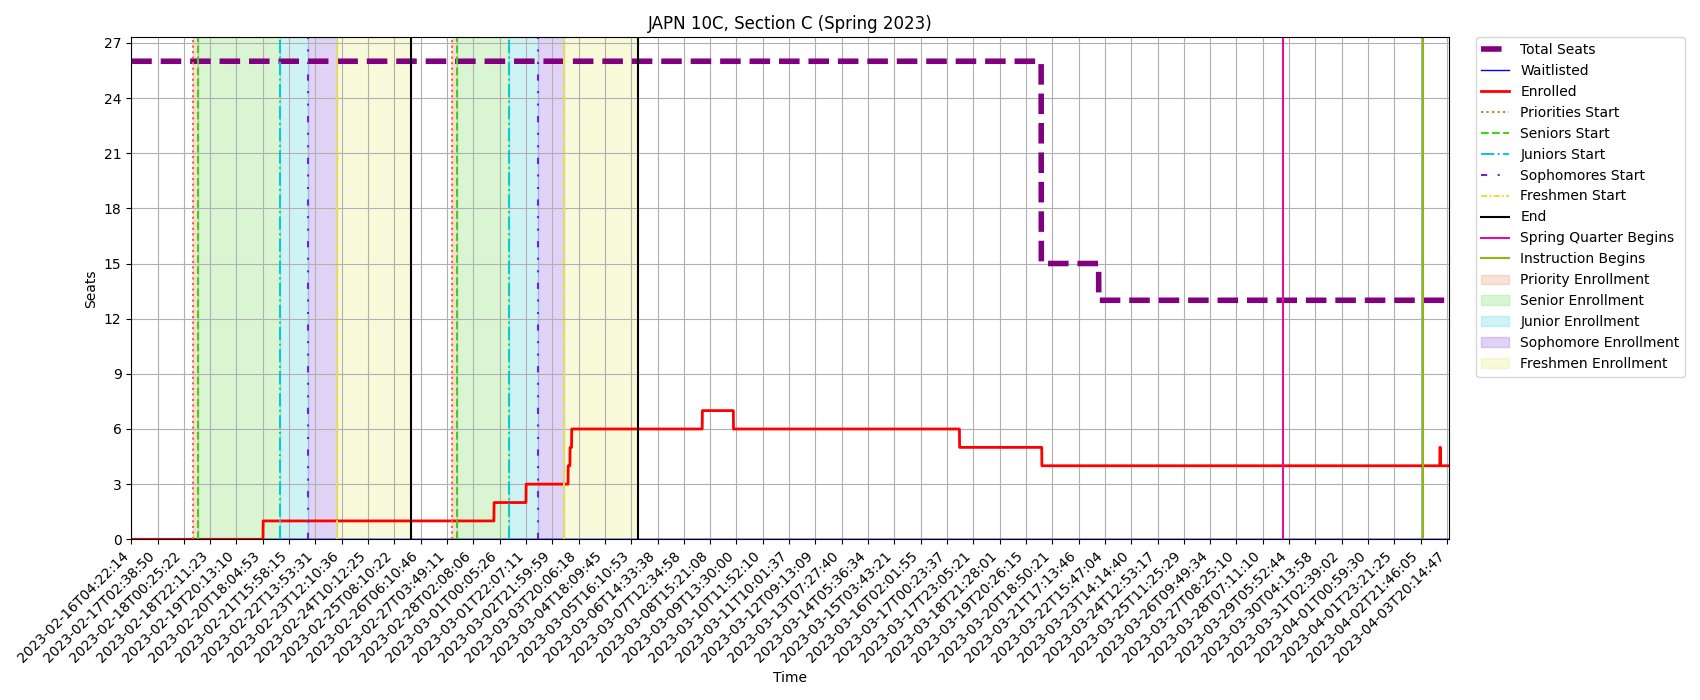 JAPN 10C, Section C (Spring 2023)
27
24
21
18
15
12
9
6
3
0
Seats
2023-02-16T04:22:14
2023-02-17T02:38:50
2023-02-18T00:25:22
2023-02-18T22:11:23
2023-02-19T20:13:10
2023-02-20T18:04:53
2023-02-21T15:58:15
2023-02-22T13:53:31
2023-02-23T12:10:36
2023-02-24T10:12:25
2023-02-25T08:10:22
2023-02-26T06:10:46
2023-02-27T03:49:11
2023-02-28T02:08:06
2023-03-01T00:05:26
2023-03-01T22:07:11
2023-03-02T21:59:59
2023-03-03T20:06:18
2023-03-04T18:09:45
2023-03-05T16:10:53
2023-03-06T14:33:38
2023-03-07T12:34:58
2023-03-08T15:21:08
2023-03-09T13:30:00
2023-03-10T11:52:10
2023-03-11T10:01:37
2023-03-12T09:13:09
2023-03-13T07:27:40
2023-03-14T05:36:34
2023-03-15T03:43:21
2023-03-16T02:01:55
2023-03-17T00:23:37
2023-03-17T23:05:21
2023-03-18T21:28:01
2023-03-19T20:26:15
2023-03-20T18:50:21
2023-03-21T17:13:46
2023-03-22T15:47:04
2023-03-23T14:14:40
2023-03-24T12:53:17
2023-03-25T11:25:29
2023-03-26T09:49:34
2023-03-27T08:25:10
2023-03-28T07:11:10
2023-03-29T05:52:44
2023-03-30T04:13:58
2023-03-31T02:39:02
2023-04-01T00:59:30
2023-04-01T23:21:25
2023-04-02T21:46:05
2023-04-03T20:14:47
Time
Total Seats
Waitlisted
Enrolled
Priorities Start
Seniors Start
Juniors Start
Sophomores Start
Freshmen Start
End
Spring Quarter Begins
Instruction Begins
Priority Enrollment
Senior Enrollment
Junior Enrollment
Sophomore Enrollment
Freshmen Enrollment